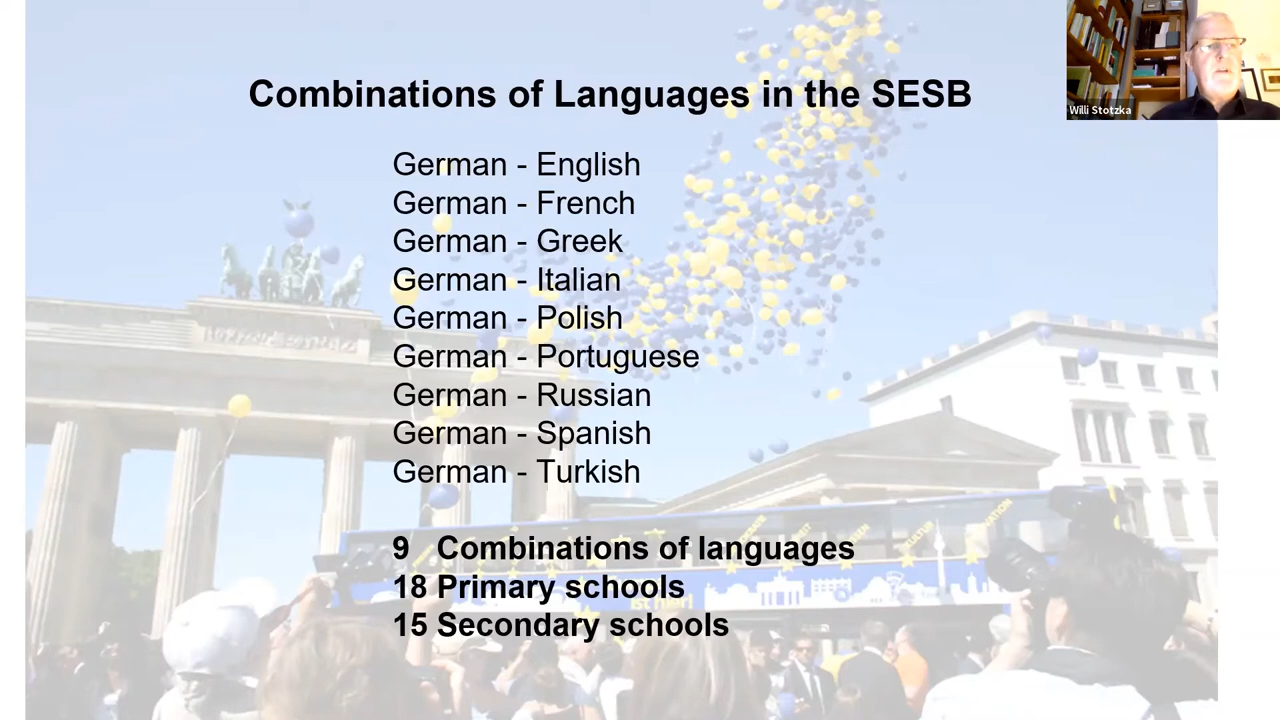 Combinations of Languages in the SESB
Willi Stotzka
German - English
German - French
German - Greek
German - Italian
German - Polish
German - Portuguese
German - Russian
German - Spanish
German - Turkish
9 Combinations of languages
18 Primary schools
15 Secondary schools